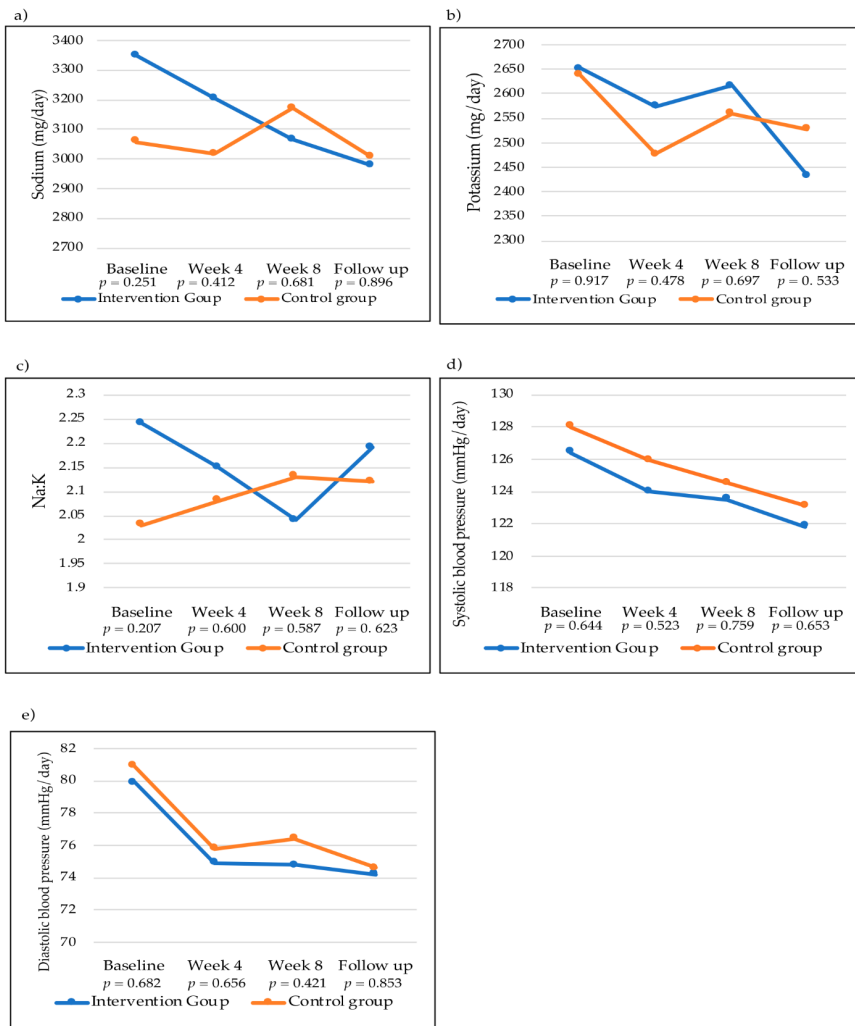 a)
Sodium (mg/day)
3400
3300
3200
3100
3000
2900
2800
2700
Baseline Week 4 Week 8 Follow up
p = 0.251 p = 0.412 p = 0.681 p = 0.896
Intervention Goup Control group
b)
Potassium (mg/day)
2700
2650
2600
2550
2500
2450
2400
2350
2300
Baseline Week 4 Week 8 Follow up
p = 0.917 p = 0.478 p = 0.697 p = 0. 533
Intervention Goup Control group
c)
Na:K
2.3
2.25
2.2
2.15
2.1
2.05
2
1.95
1.9
Baseline Week 4 Week 8 Follow up
p = 0.207 p = 0.600 p = 0.587 p = 0. 623
Intervention Goup Control group
d)
Systolic blood pressure (mmHg/day)
130
128
126
124
122
120
118
Baseline Week 4 Week 8 Follow up
p = 0.644 p = 0.523 p = 0.759 p = 0.653
Intervention Goup Control group
e)
Diastolic blood pressure (mmHg/day)
82
80
78
76
74
72
70
Baseline Week 4 Week 8 Follow up
p = 0.682 p = 0.656 p = 0.421 p = 0.853
Intervention Goup Control group